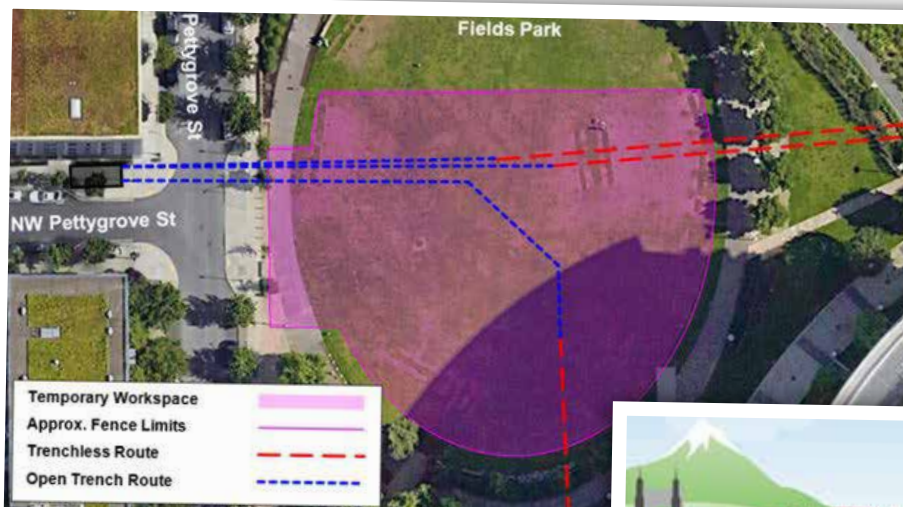 Fields Park
Pettygrove St
NW Pettygrove St
Temporary Workspace
Approx. Fence Limits
Trenchless Route
Open Trench Route